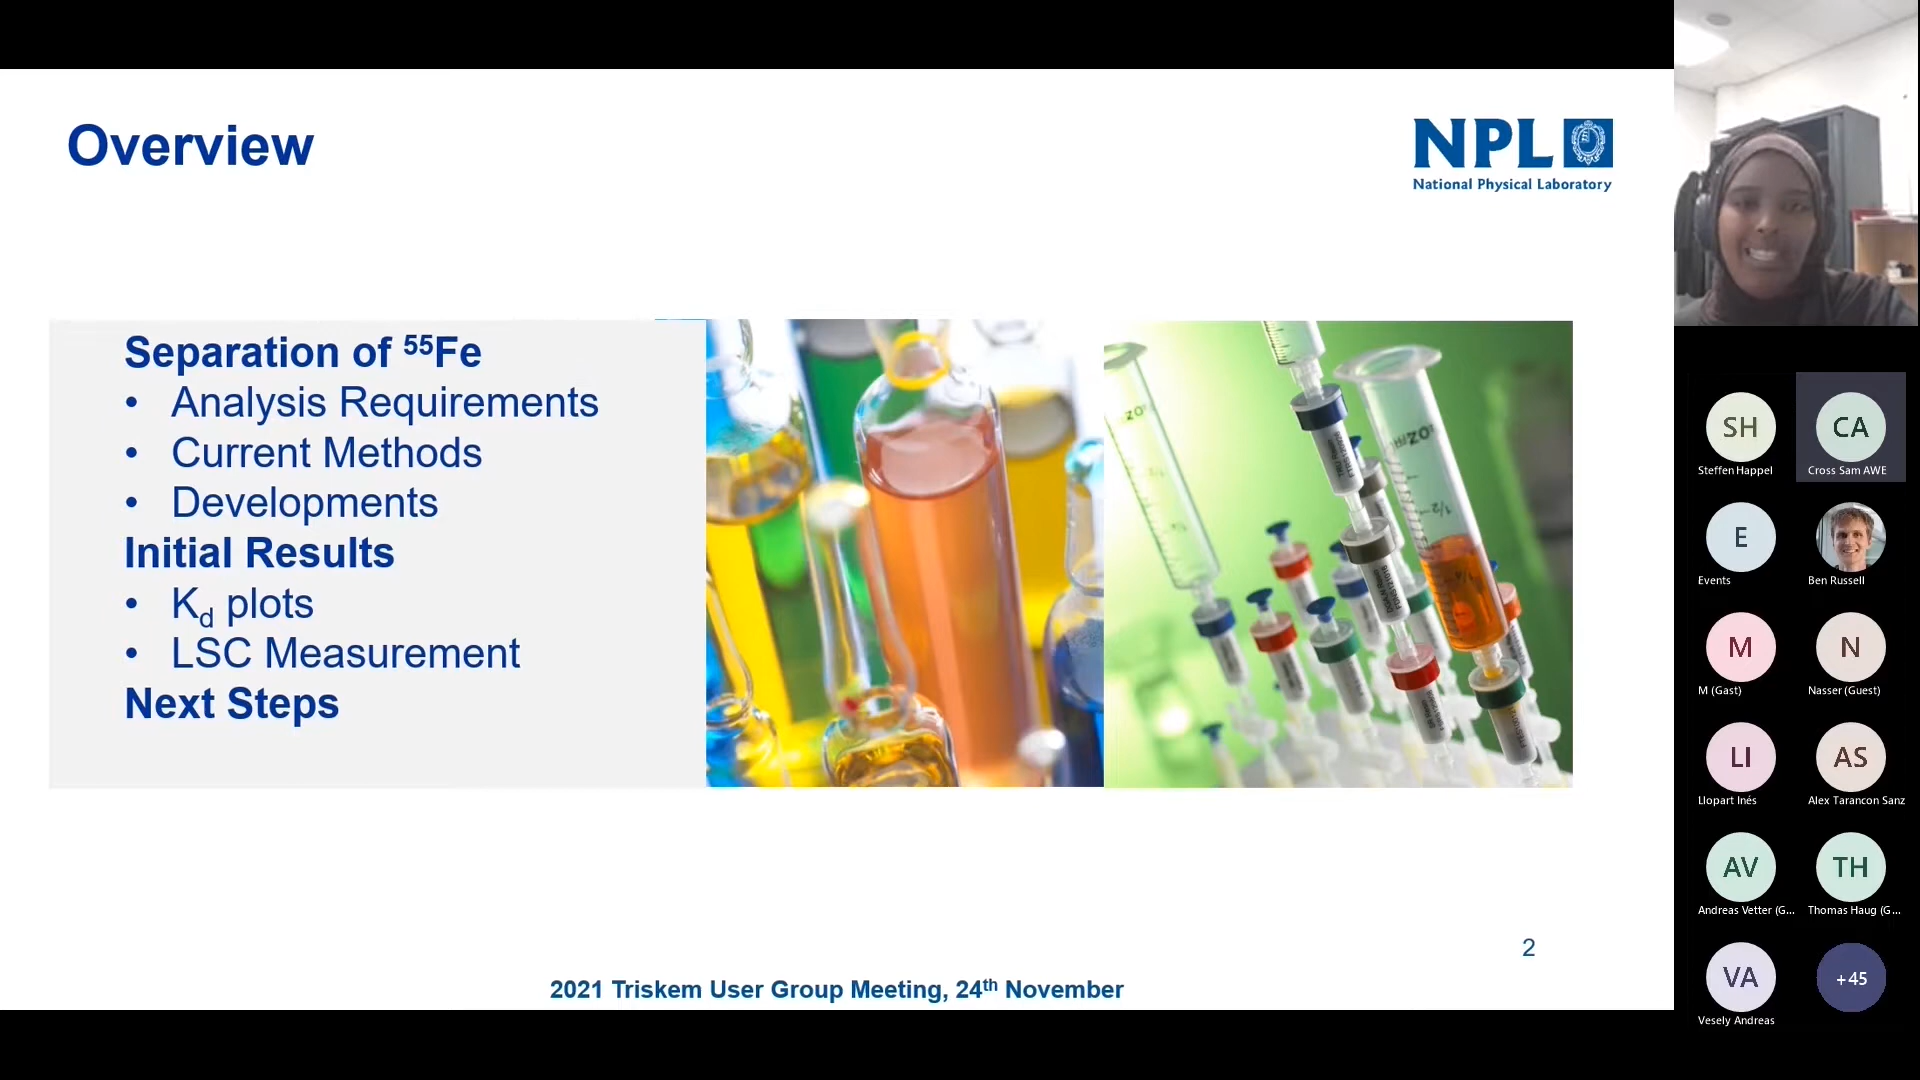 Overview
NPL
National Physical Laboratory
Separation of ⁵⁵Fe
• Analysis Requirements
• Current Methods
• Developments
Initial Results
• Kd plots
• LSC Measurement
Next Steps
2
2021 Triskem User Group Meeting, 24th November
SH
Steffen Happel
CA
Cross Sam AWE
E
Events
Ben Russell
M
M (Gast)
N
Nasser (Guest)
LI
Llopart Inés
AS
Alex Tarancon Sanz
AV
Andreas Vetter (G...
TH
Thomas Haug (G...
VA
Vesely Andreas
+45